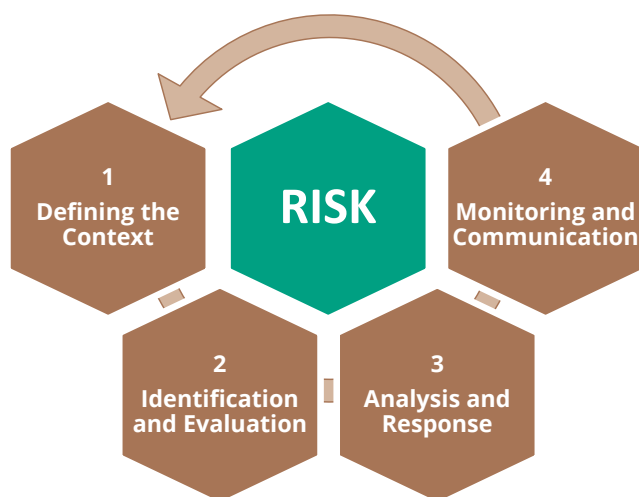 RISK
1
Defining the
Context
2
Identification
and Evaluation
3
Analysis and
Response
4
Monitoring and
Communication